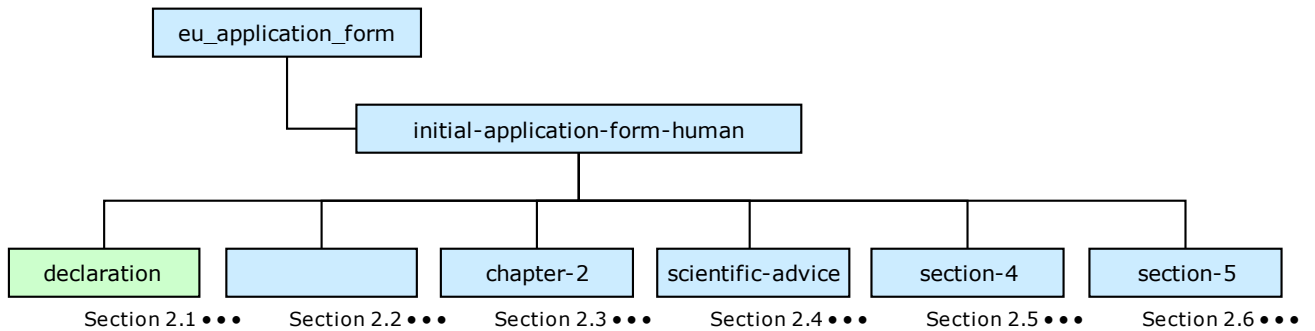 eu_application_form
initial-application-form-human
declaration
chapter-2
scientific-advice
section-4
section-5
Section 2.1 •••
Section 2.2 •••
Section 2.3 •••
Section 2.4 •••
Section 2.5 •••
Section 2.6 •••